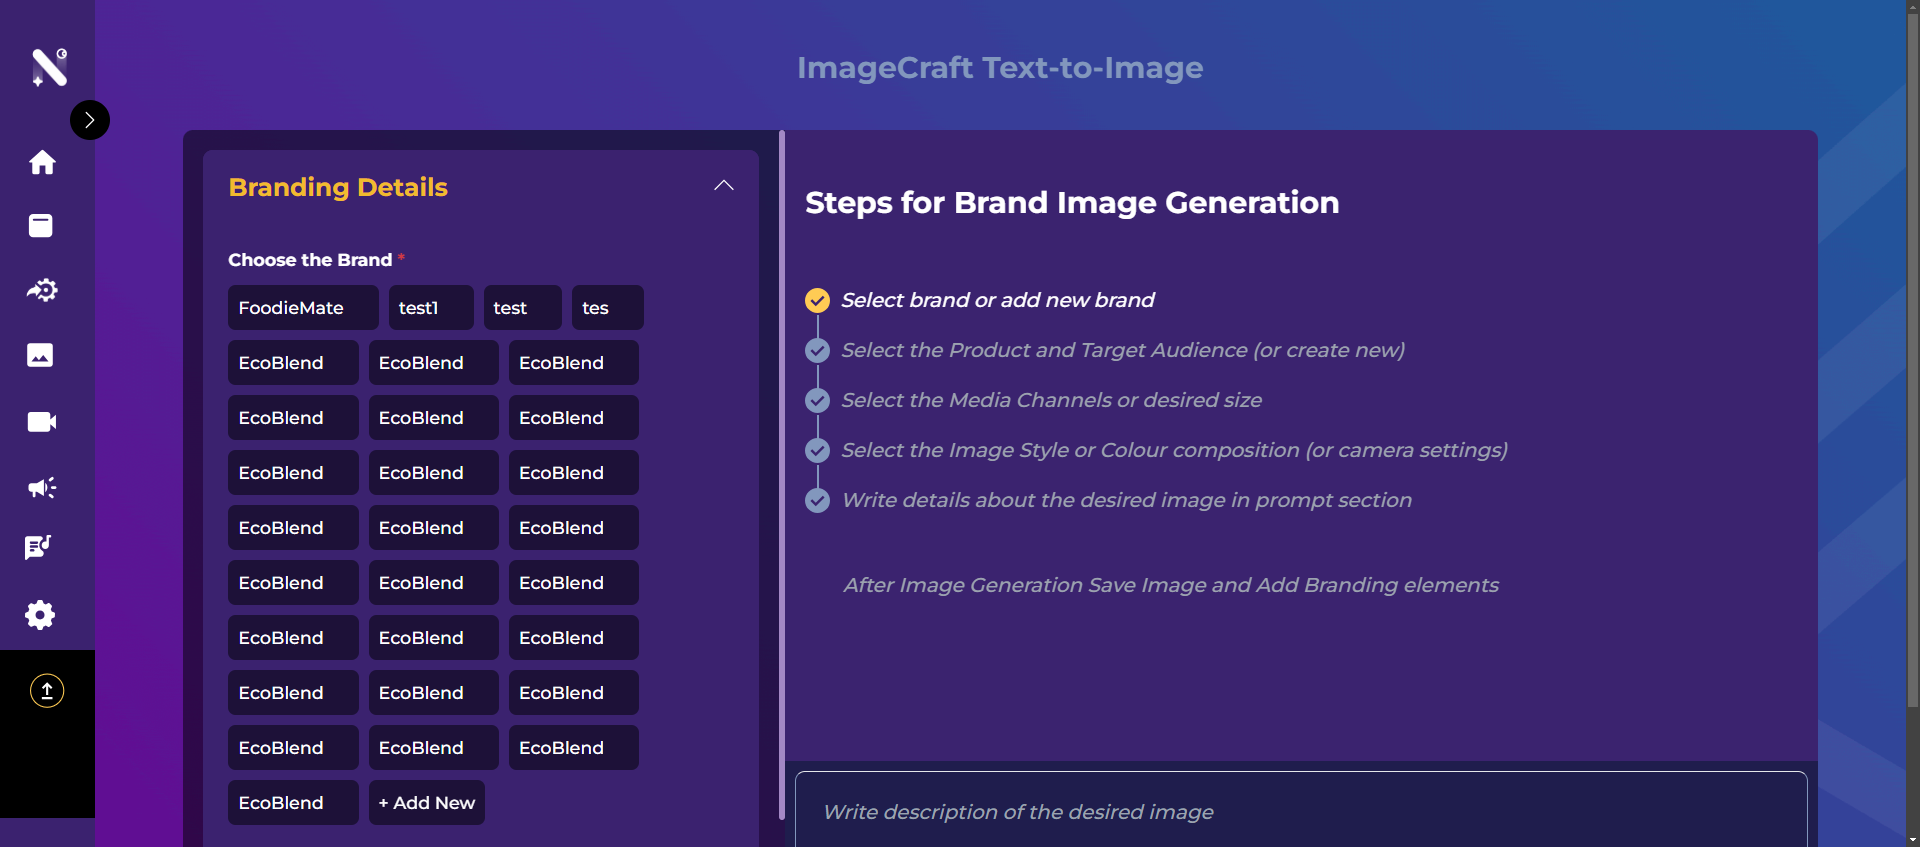 ImageCraft Text-to-Image
Branding Details
Choose the Brand *
FoodieMate test1 test tes
EcoBlend EcoBlend EcoBlend
EcoBlend EcoBlend EcoBlend
EcoBlend EcoBlend EcoBlend
EcoBlend EcoBlend EcoBlend
EcoBlend EcoBlend EcoBlend
EcoBlend EcoBlend EcoBlend
EcoBlend EcoBlend EcoBlend
EcoBlend EcoBlend EcoBlend
EcoBlend + Add New
Steps for Brand Image Generation
Select brand or add new brand
Select the Product and Target Audience (or create new)
Select the Media Channels or desired size
Select the Image Style or Colour composition (or camera settings)
Write details about the desired image in prompt section
After Image Generation Save Image and Add Branding elements
Write description of the desired image